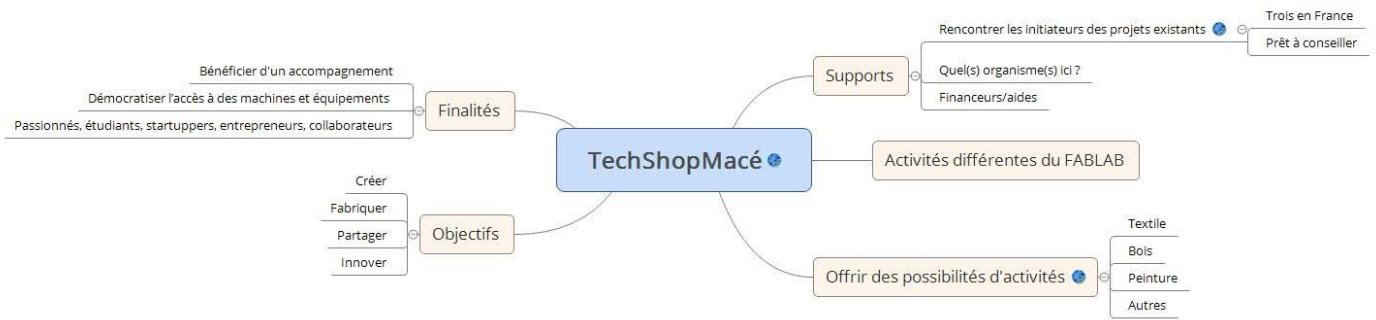 TechShopMacé
Finalités
Bénéficier d'un accompagnement
Démocratiser l'accès à des machines et équipements
Passionnés, étudiants, startuppers, entrepreneurs, collaborateurs
Objectifs
Créer
Fabriquer
Partager
Innover
Supports
Rencontrer les initiateurs des projets existants
Trois en France
Prêt à conseiller
Quel(s) organisme(s) ici ?
Financeurs/aides
Activités différentes du FABLAB
Offrir des possibilités d'activités
Textile
Bois
Peinture
Autres